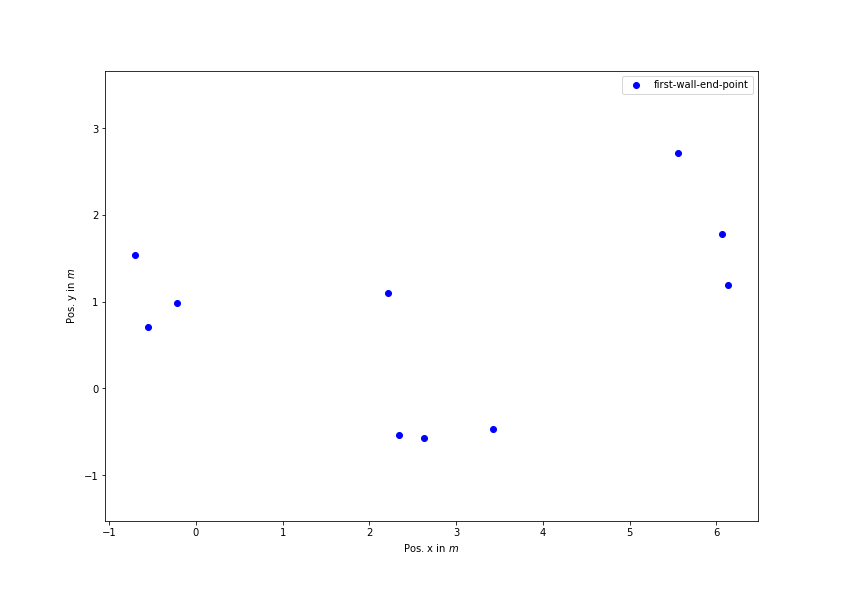 first-wall-end-point
3
2
1
0
−1
Pos. y in m
−1 0 1 2 3 4 5 6
Pos. x in m